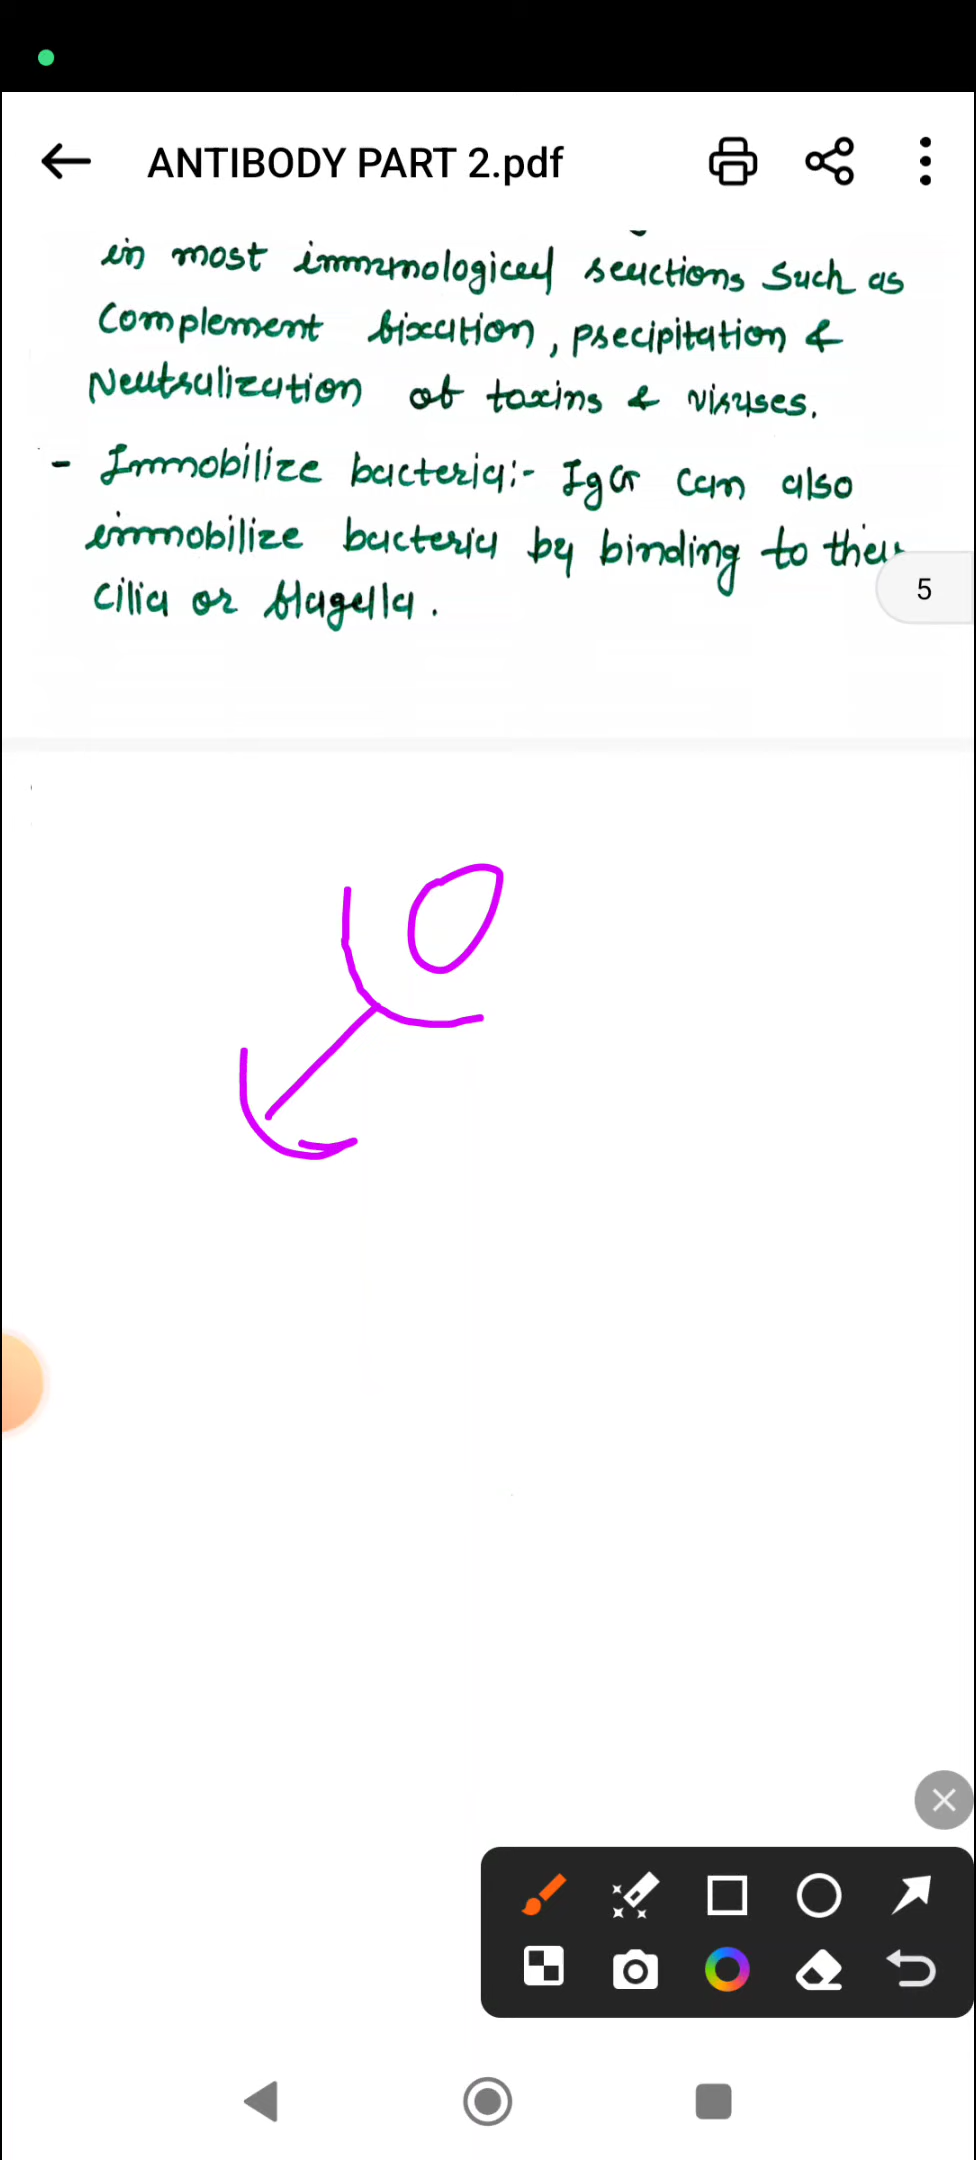 ANTIBODY PART 2.pdf
in most immunological reactions such as
Complement fixation, precipitation &
Neutralization of toxins & viruses.
- Immobilize bacteria:- IgG can also
immobilize bacteria by binding to their
cilia or flagella.
5